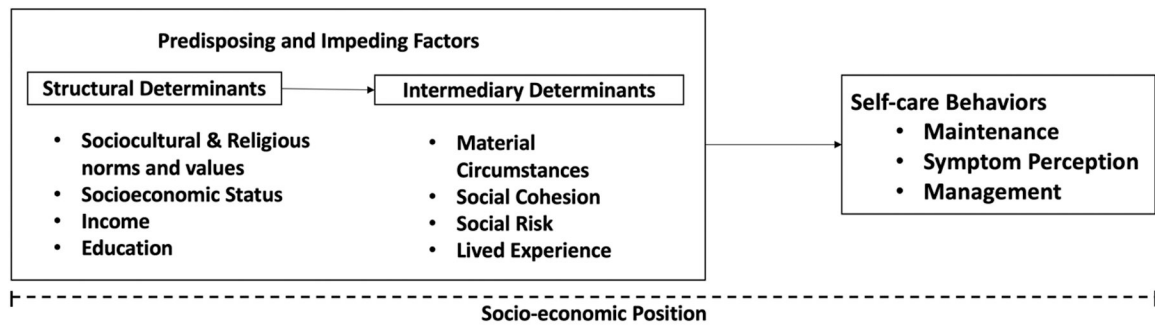 Predisposing and Impeding Factors
Structural Determinants
• Sociocultural & Religious
norms and values
• Socioeconomic Status
• Income
• Education
Intermediary Determinants
• Material
Circumstances
• Social Cohesion
• Social Risk
• Lived Experience
Self-care Behaviors
• Maintenance
• Symptom Perception
• Management
Socio-economic Position